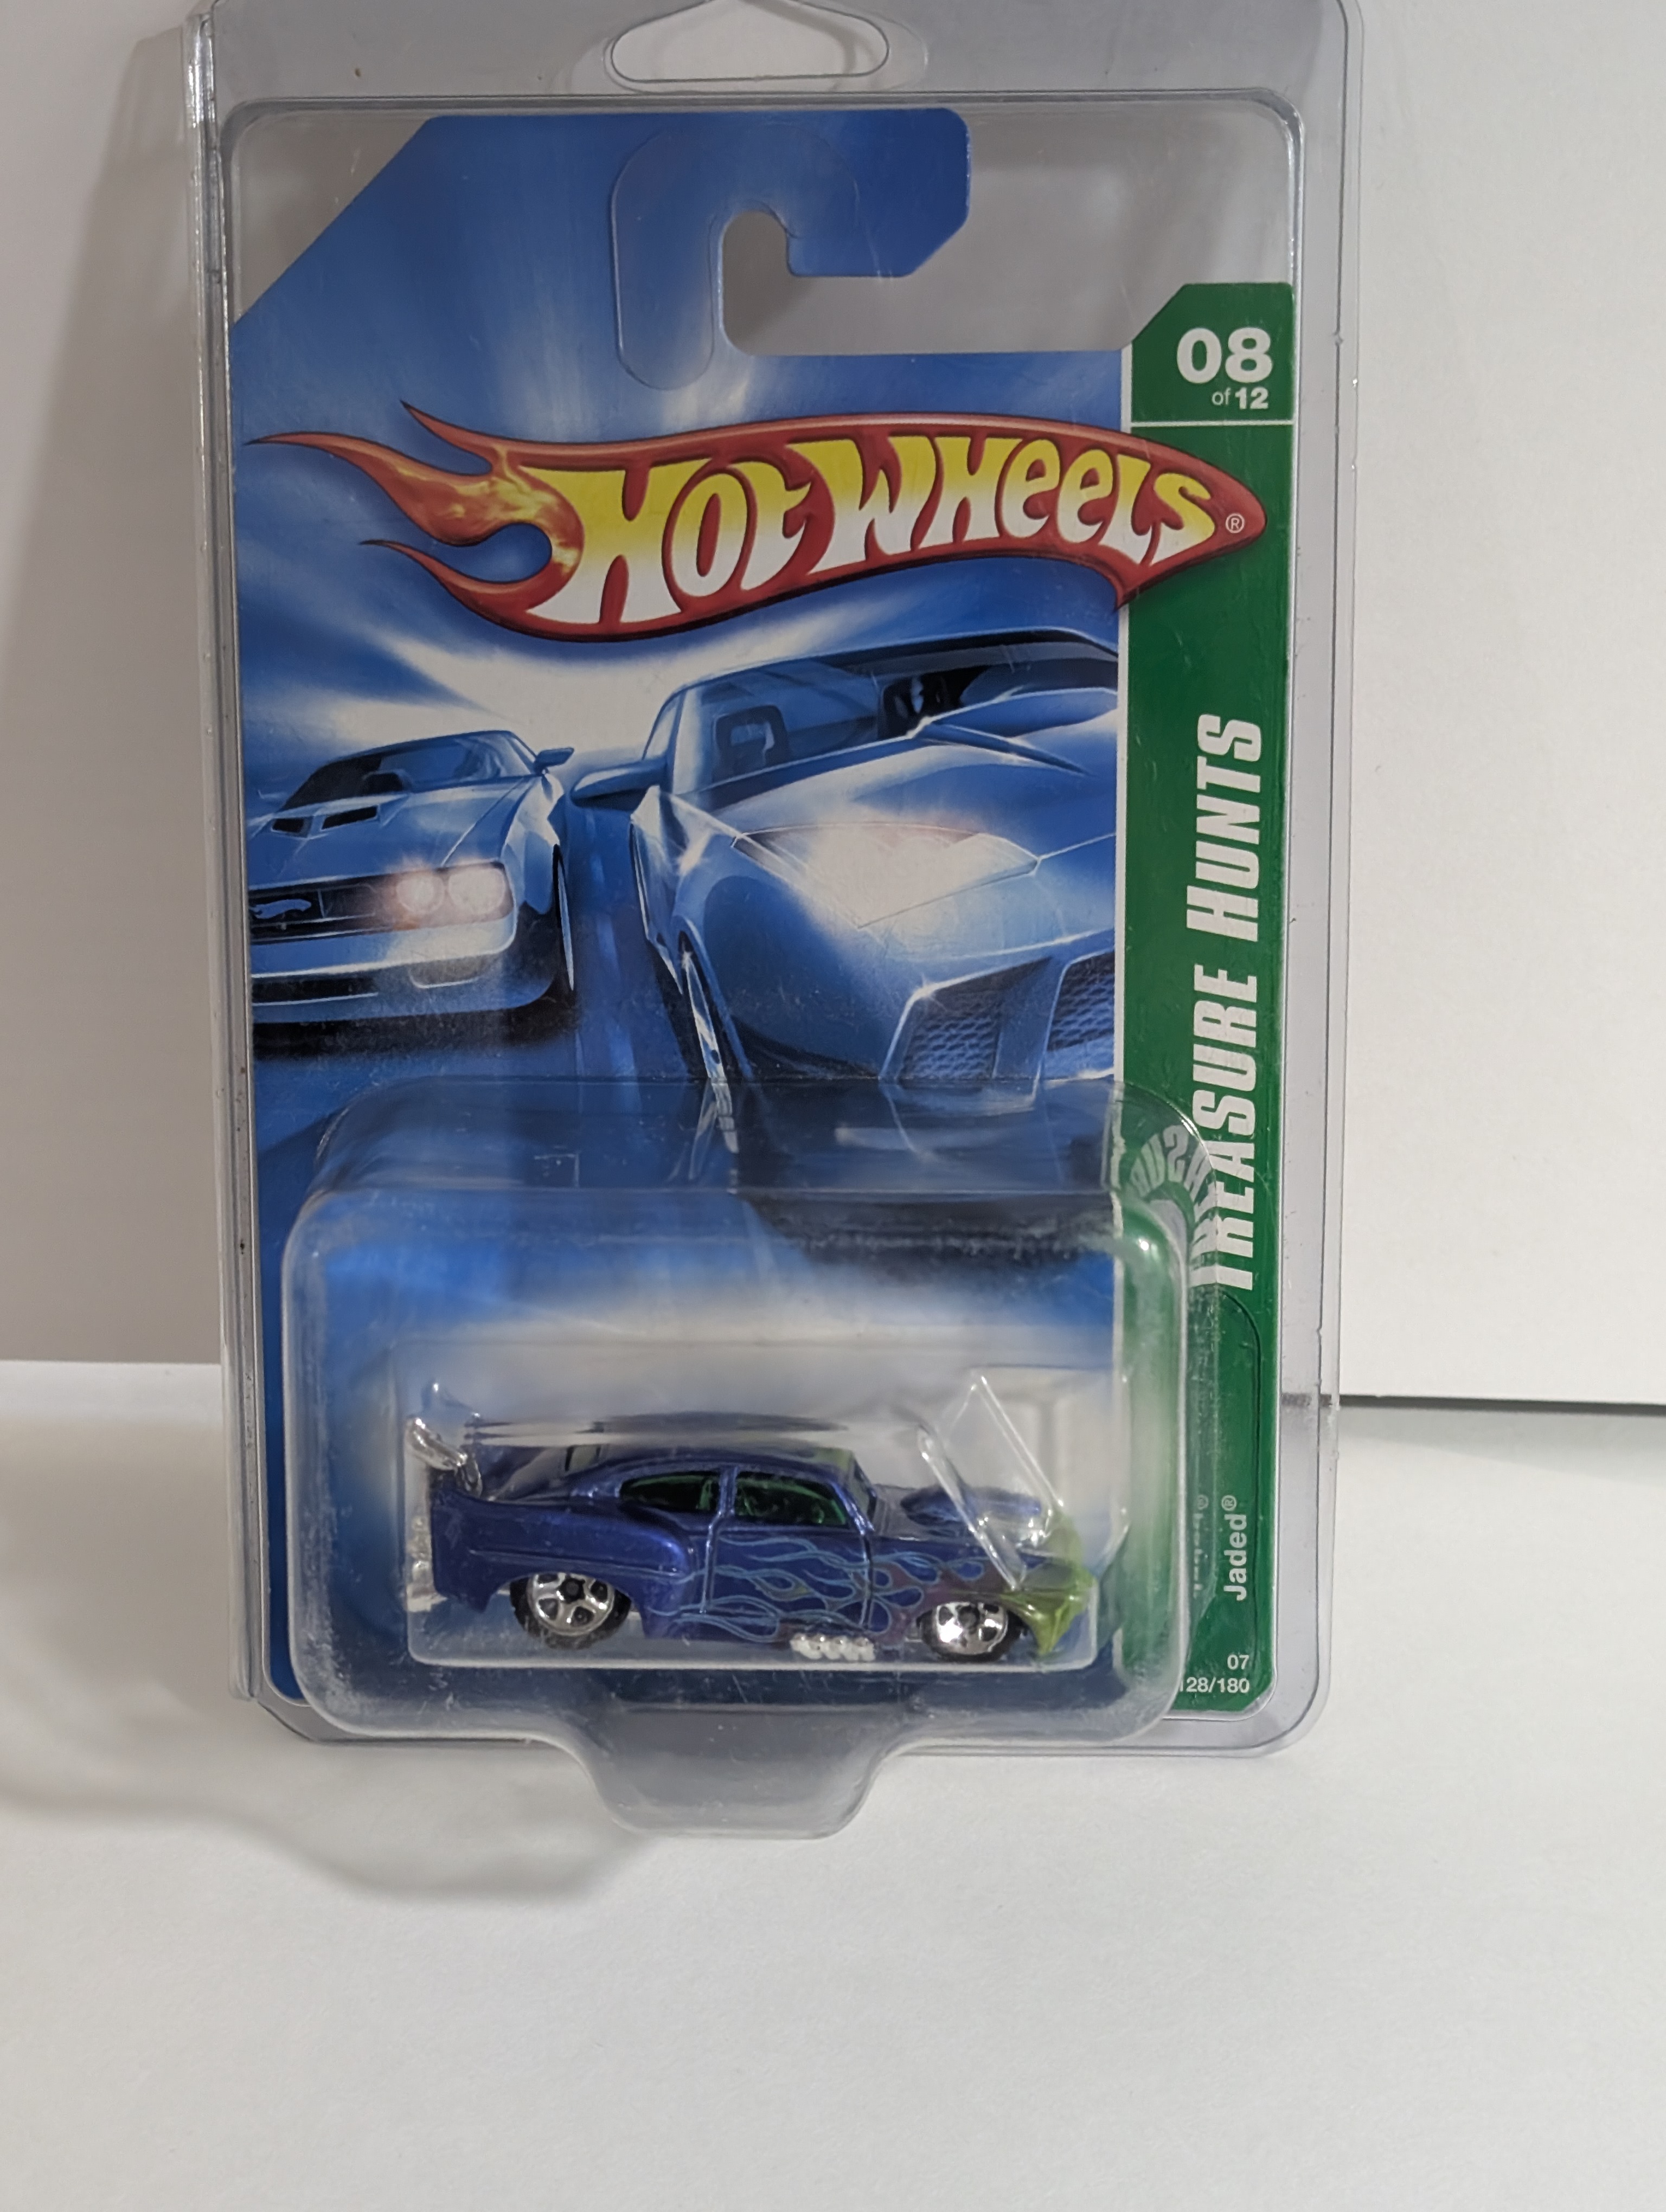 08
of 12
HOT WHEELS®
TREASURE HUNTS
Jaded®
07
128/180